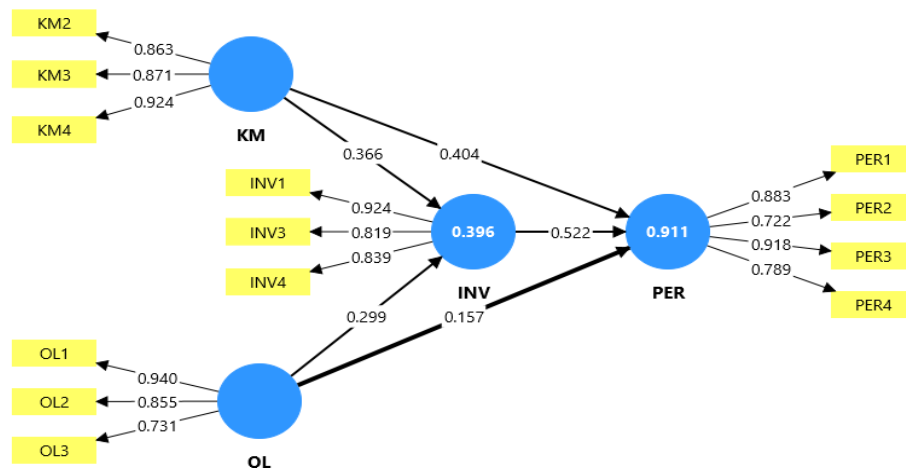 KM2
0.863
KM3
0.871
0.924
KM4
KM
0.366
0.404
INV1
0.924
INV3
0.819
0.839
INV4
0.396
INV
0.522
0.911
PER
PER1
0.883
PER2
0.722
0.918
PER3
0.789
PER4
0.299
0.157
OL1
0.940
OL2
0.855
0.731
OL3
OL